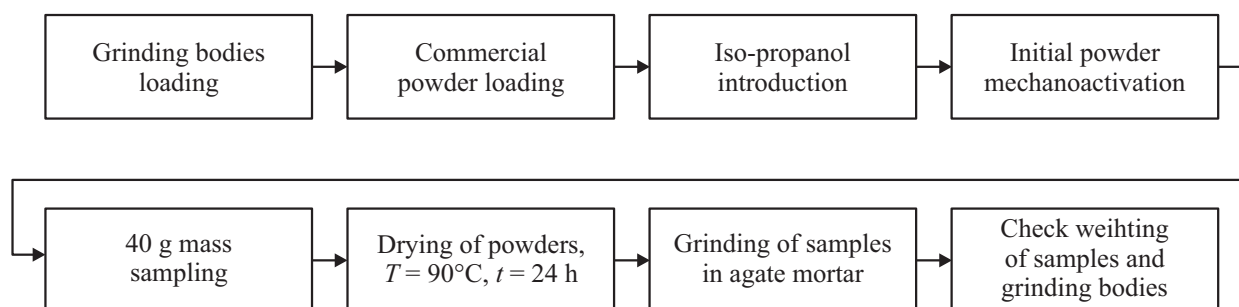 Grinding bodies
loading
Commercial
powder loading
Iso-propanol
introduction
Initial powder
mechanoactivation
40 g mass
sampling
Drying of powders,
T = 90°C, t = 24 h
Grinding of samples
in agate mortar
Check weihting
of samples and
grinding bodies